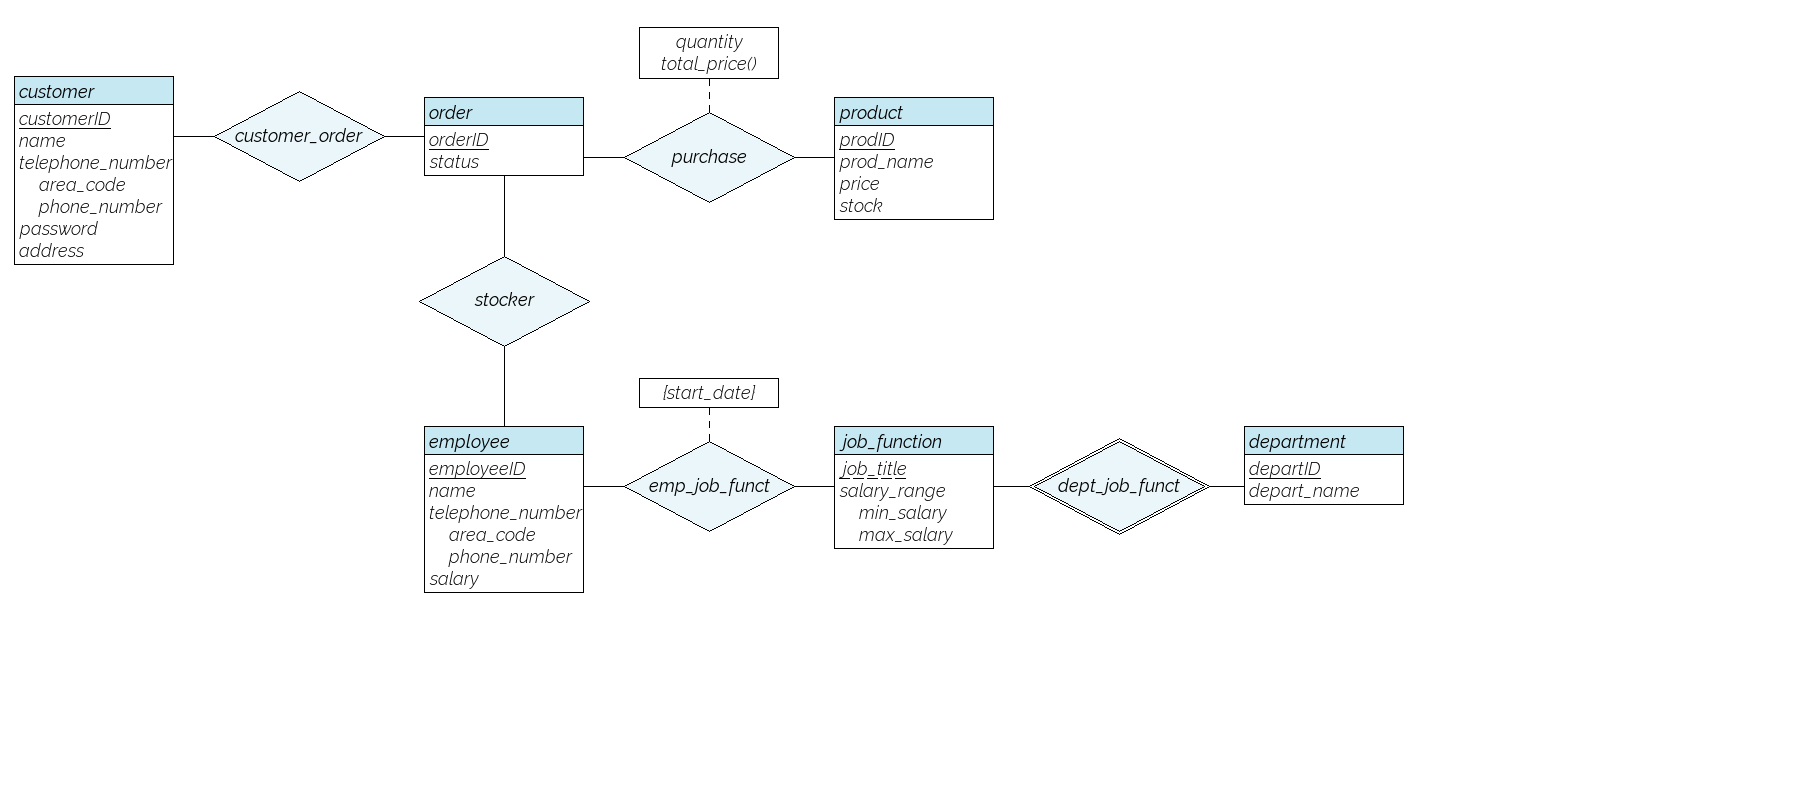 quantity
total_price()
customer
customerID
name
telephone_number
area_code
phone_number
password
address
customer_order
order
orderID
status
purchase
product
prodID
prod_name
price
stock
stocker
{start_date}
employee
employeeID
name
telephone_number
area_code
phone_number
salary
emp_job_funct
job_function
job_title
salary_range
min_salary
max_salary
dept_job_funct
department
departID
depart_name